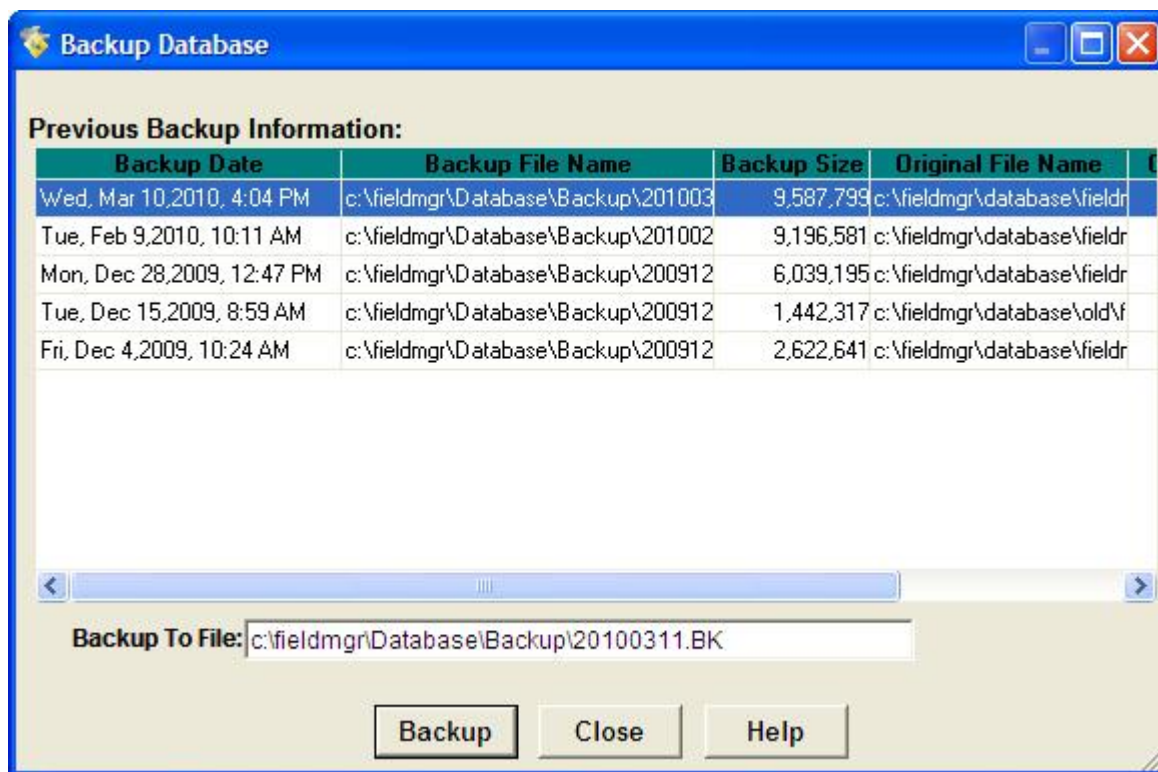 Backup Database
Previous Backup Information:
Backup Date Backup File Name Backup Size Original File Name
Wed, Mar 10,2010, 4:04 PM c:\fieldmgr\Database\Backup\201003 9,587,799 c:\fieldmgr\database\fieldr
Tue, Feb 9,2010, 10:11 AM c:\fieldmgr\Database\Backup\201002 9,196,581 c:\fieldmgr\database\fieldr
Mon, Dec 28,2009, 12:47 PM c:\fieldmgr\Database\Backup\200912 6,039,195 c:\fieldmgr\database\fieldr
Tue, Dec 15,2009, 8:59 AM c:\fieldmgr\Database\Backup\200912 1,442,317 c:\fieldmgr\database\old\f
Fri, Dec 4,2009, 10:24 AM c:\fieldmgr\Database\Backup\200912 2,622,641 c:\fieldmgr\database\fieldr
Backup To File: c:\fieldmgr\Database\Backup\20100311.BK
Backup Close Help